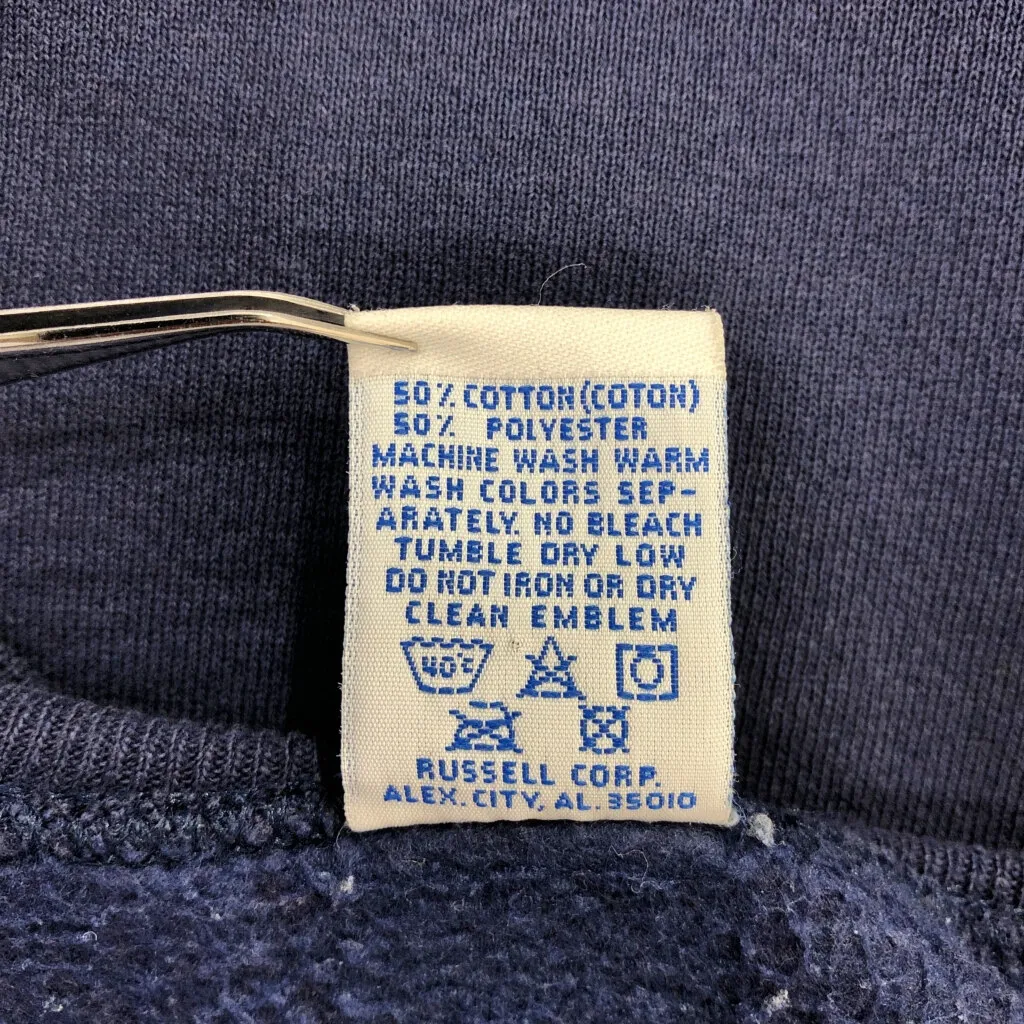 50% COTTON (COTON)
50% POLYESTER
MACHINE WASH WARM
WASH COLORS SEP-
ARATELY. NO BLEACH
TUMBLE DRY LOW
DO NOT IRON OR DRY
CLEAN EMBLEM
40°C
RUSSELL CORP.
ALEX. CITY, AL. 35010